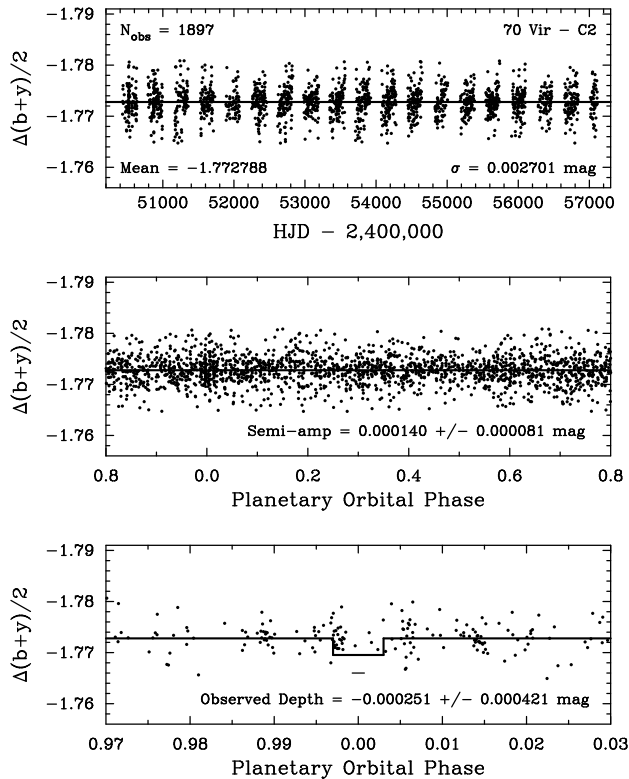 −1.79
N_obs = 1897
70 Vir − C2
−1.78
−1.77
−1.76
Δ(b+y)/2
Mean = −1.772788
σ = 0.002701 mag
51000 52000 53000 54000 55000 56000 57000
HJD − 2,400,000
−1.79
−1.78
−1.77
−1.76
Δ(b+y)/2
Semi−amp = 0.000140 +/− 0.000081 mag
0.8 0.0 0.2 0.4 0.6 0.8
Planetary Orbital Phase
−1.79
−1.78
−1.77
−1.76
Δ(b+y)/2
Observed Depth = −0.000251 +/− 0.000421 mag
0.97 0.98 0.99 0.00 0.01 0.02 0.03
Planetary Orbital Phase